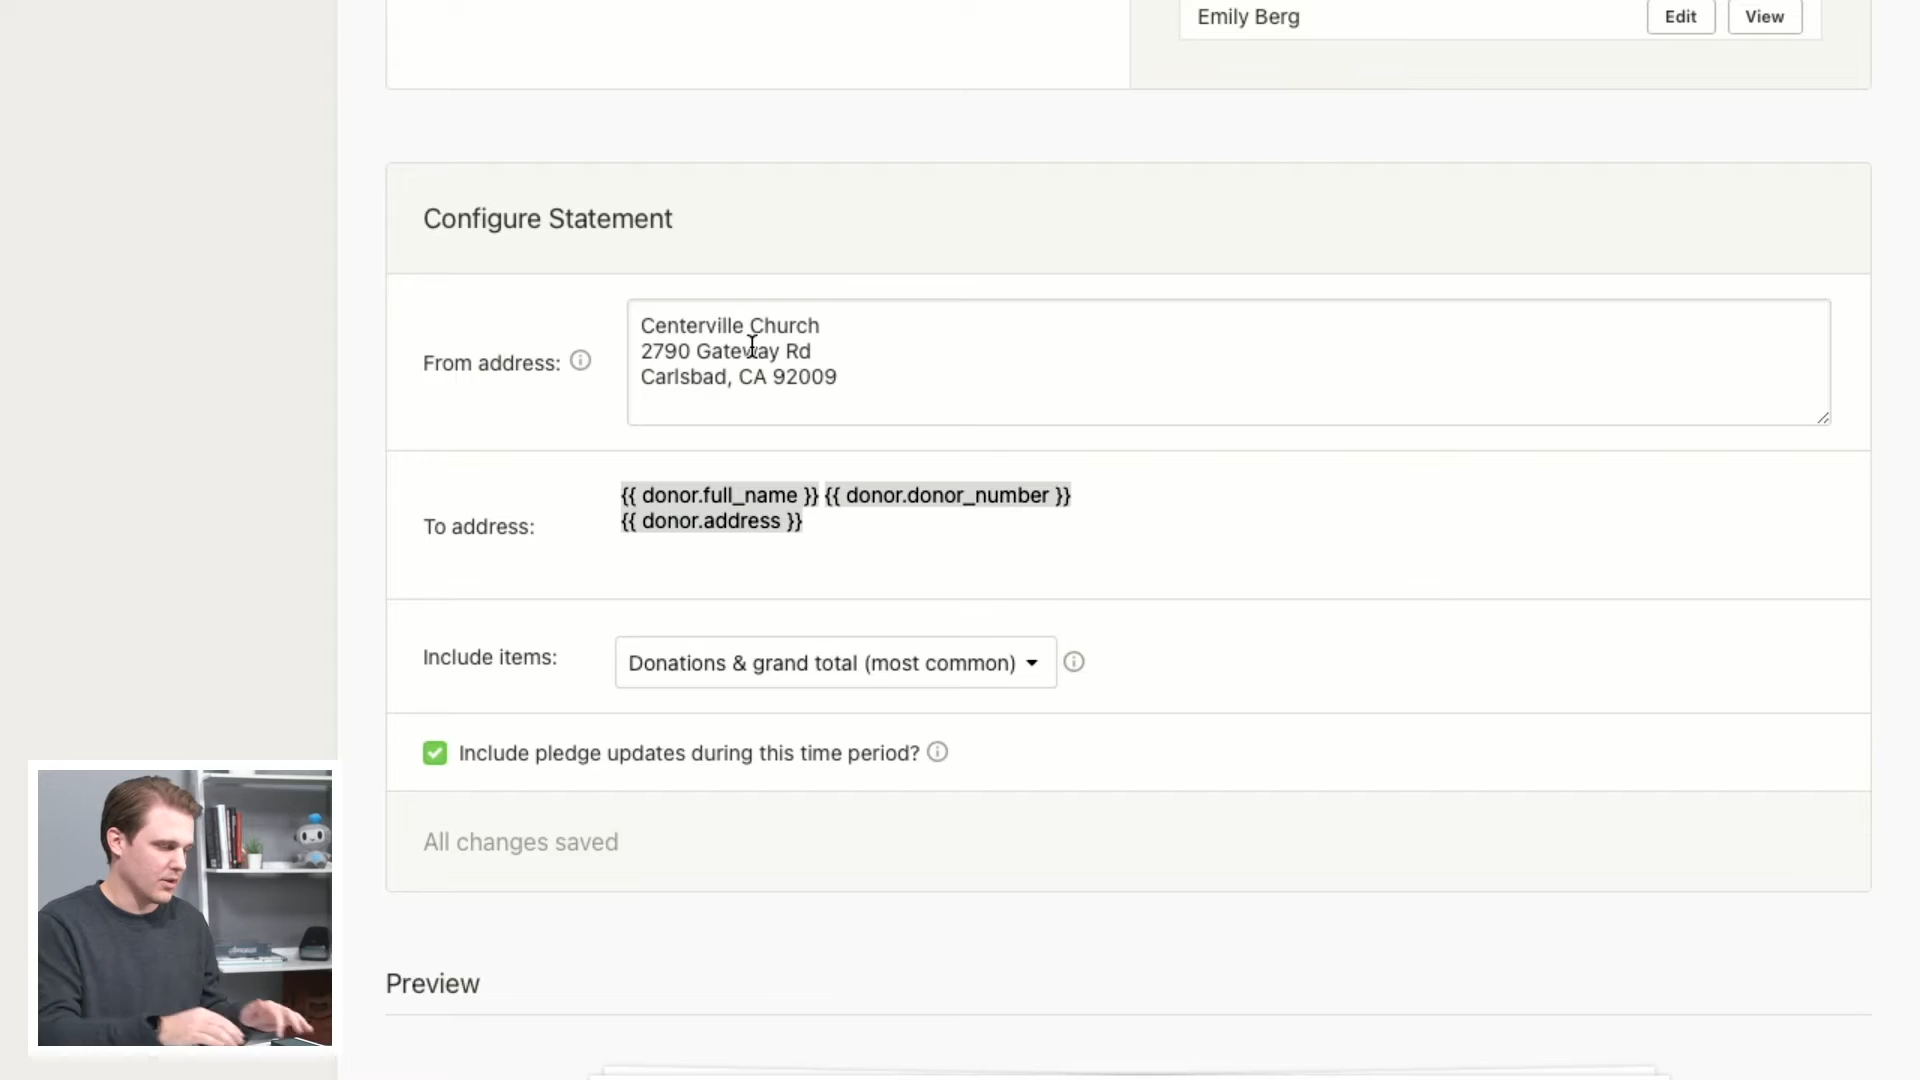 Emily Berg
Edit
View
Configure Statement
From address:
Centerville Church
2790 Gateway Rd
Carlsbad, CA 92009
To address:
{{ donor.full_name }} {{ donor.donor_number }}
{{ donor.address }}
Include items:
Donations & grand total (most common)
Include pledge updates during this time period?
All changes saved
Preview